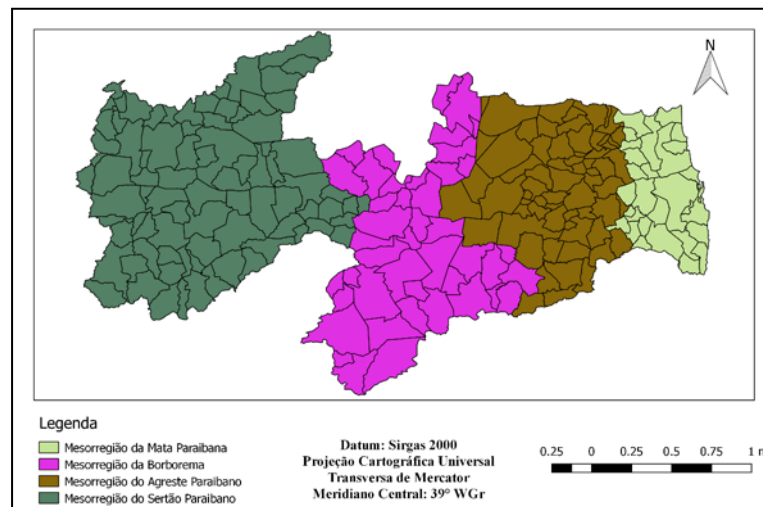 N
Legenda
Mesorregião da Mata Paraibana
Mesorregião da Borborema
Mesorregião do Agreste Paraibano
Mesorregião do Sertão Paraibano
Datum: Sirgas 2000
Projeção Cartográfica Universal
Transversa de Mercator
Meridiano Central: 39° WGr
0.25 0 0.25 0.5 0.75 1